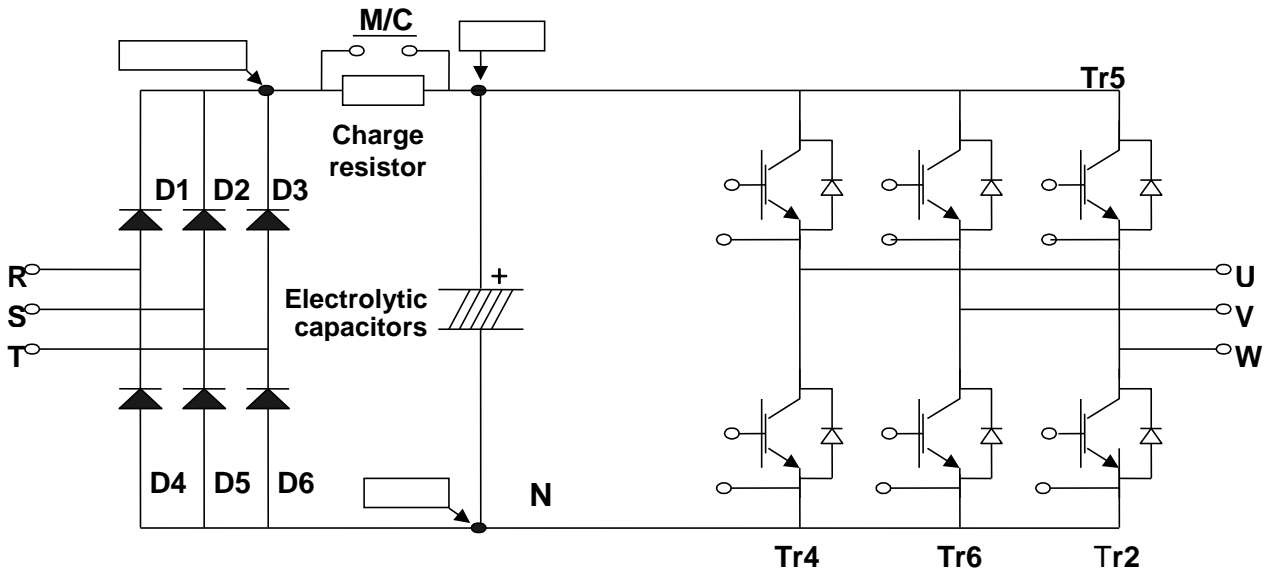 M/C
Tr5
Charge
resistor
D1 D2 D3
R
S
T
+
Electrolytic
capacitors
U
V
W
D4 D5 D6
N
Tr4 Tr6 Tr2